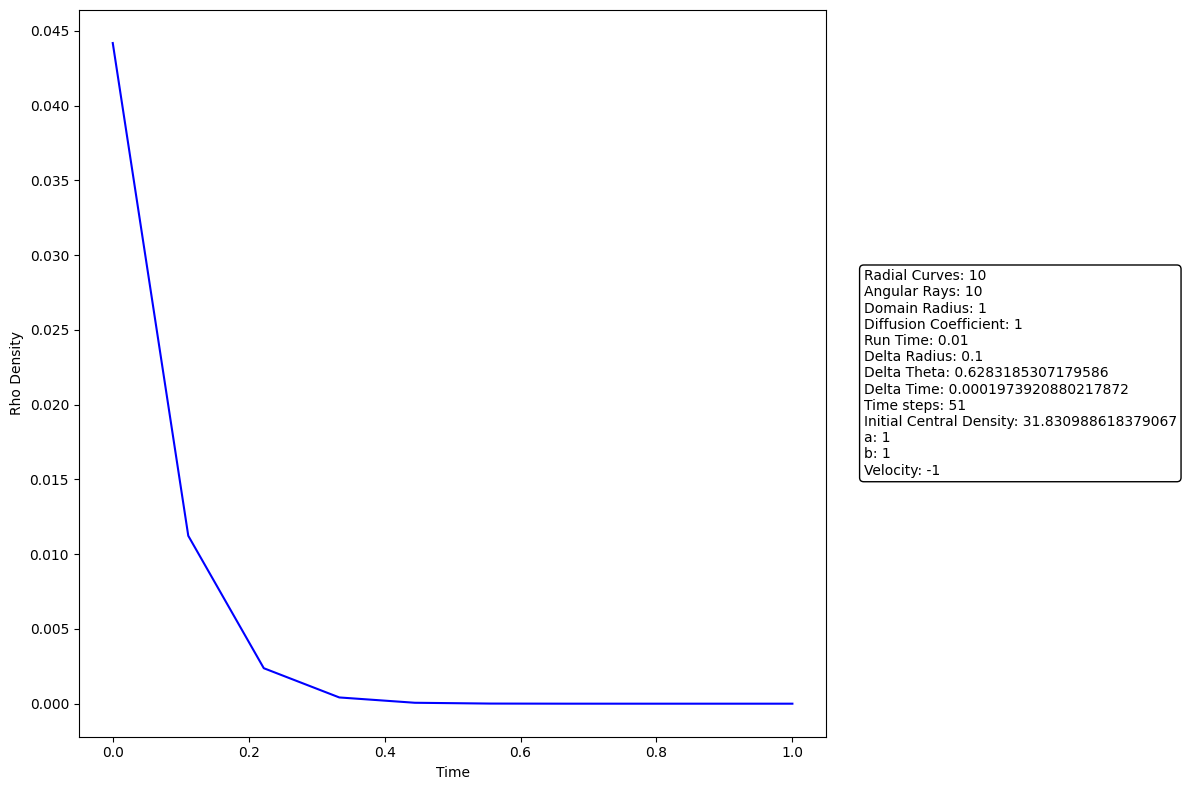 0.045
0.040
0.035
0.030
0.025
0.020
0.015
0.010
0.005
0.000
Rho Density
0.0 0.2 0.4 0.6 0.8 1.0
Time
Radial Curves: 10
Angular Rays: 10
Domain Radius: 1
Diffusion Coefficient: 1
Run Time: 0.01
Delta Radius: 0.1
Delta Theta: 0.6283185307179586
Delta Time: 0.0001973920880217872
Time steps: 51
Initial Central Density: 31.830988618379067
a: 1
b: 1
Velocity: -1